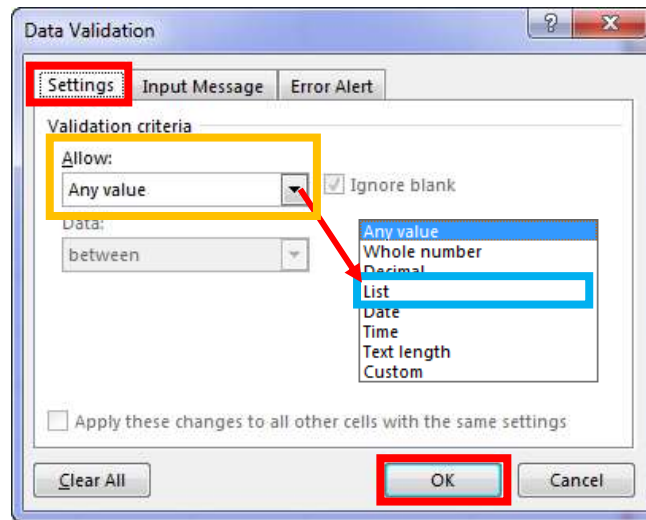 Data Validation
Settings Input Message Error Alert
Validation criteria
Allow:
Any value
Ignore blank
Data:
between
Any value
Whole number
Decimal
List
Date
Time
Text length
Custom
Apply these changes to all other cells with the same settings
Clear All OK Cancel